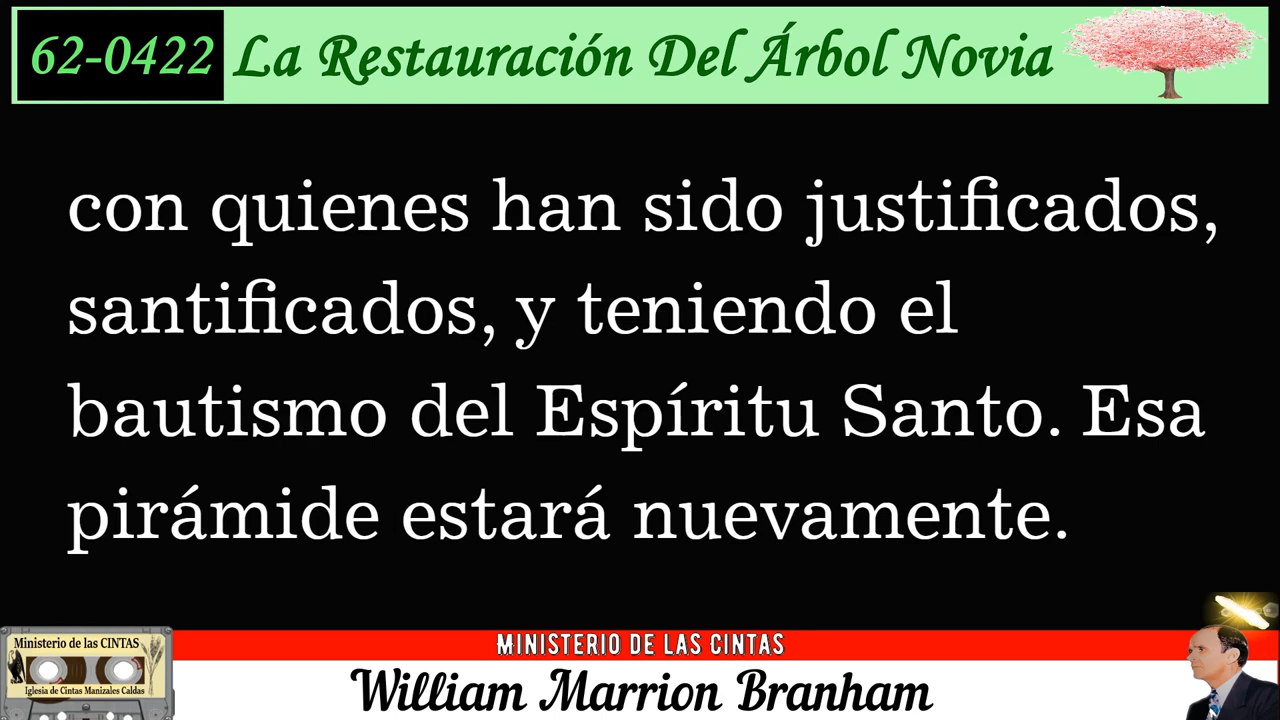 62-0422 La Restauración Del Árbol Novia
con quienes han sido justificados,
santificados, y teniendo el
bautismo del Espíritu Santo. Esa
pirámide estará nuevamente.
MINISTERIO DE LAS CINTAS
William Marrion Branham
Ministerio de las CINTAS
Iglesia de Cintas Manizales Caldas